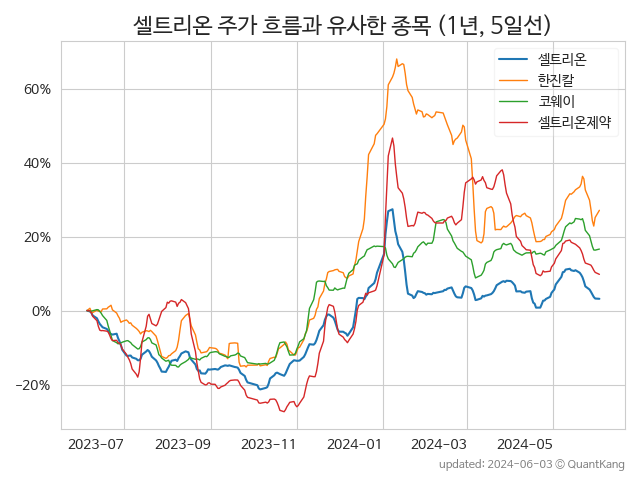 셀트리온 주가 흐름과 유사한 종목 (1년, 5일선)
셀트리온
한진칼
코웨이
셀트리온제약
60%
40%
20%
0%
−20%
2023-07 2023-09 2023-11 2024-01 2024-03 2024-05
updated: 2024-06-03 © QuantKang